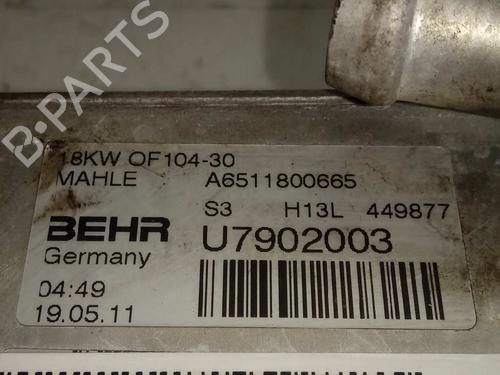 18KW OF104-30
MAHLE A6511800665
S3 H13L 449877
BEHR U7902003
Germany
04:49
19.05.11
B-PARTS